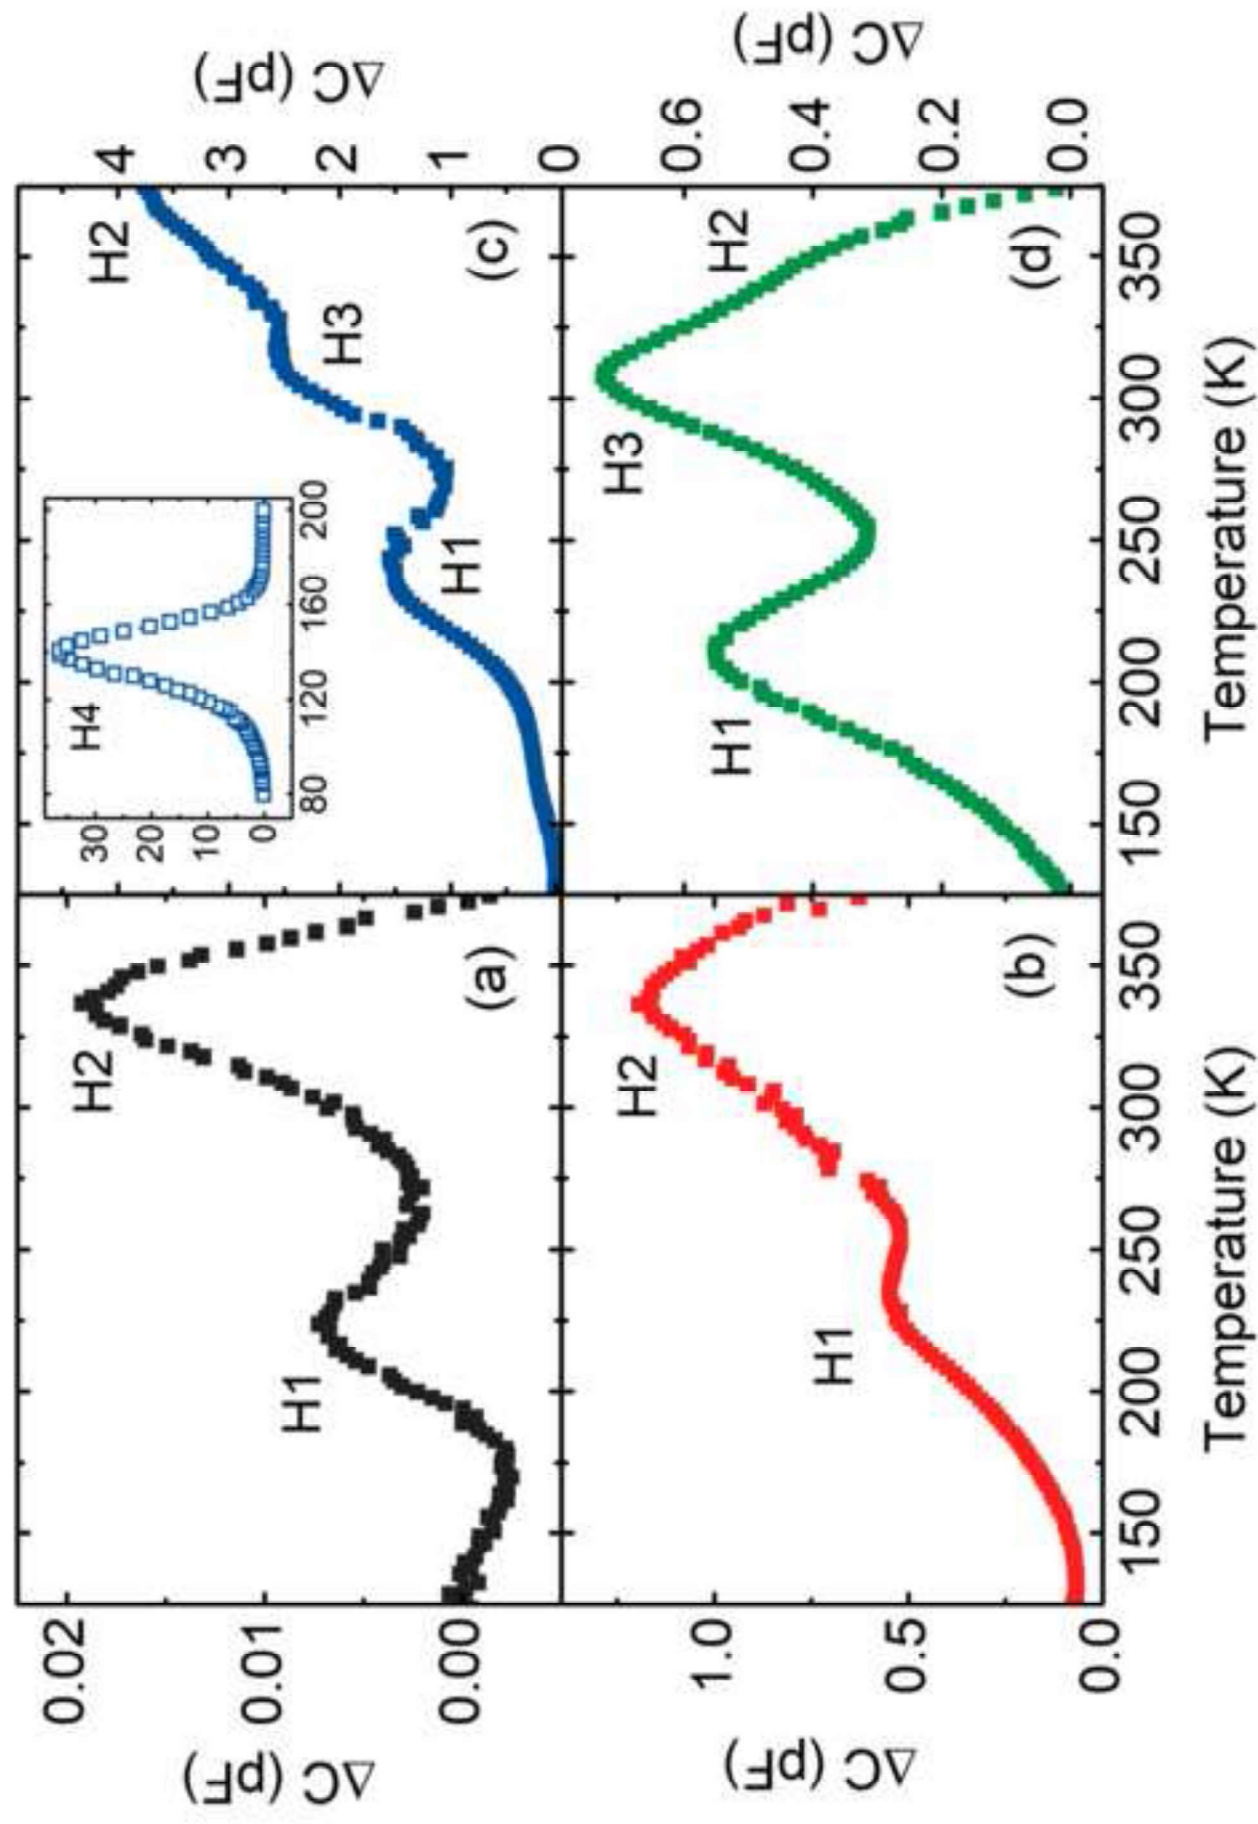 ΔC (pF)
0.02
0.01
0.00
H1
H2
(a)
H4
30
20
10
0
80
120
160
200
H1
H3
H2
(c)
4
3
2
1
0
ΔC (pF)
ΔC (pF)
1.0
0.5
0.0
H1
H2
(b)
150
200
250
300
350
Temperature (K)
H1
H3
H2
(d)
150
200
250
300
350
Temperature (K)
0.6
0.4
0.2
0.0
ΔC (pF)